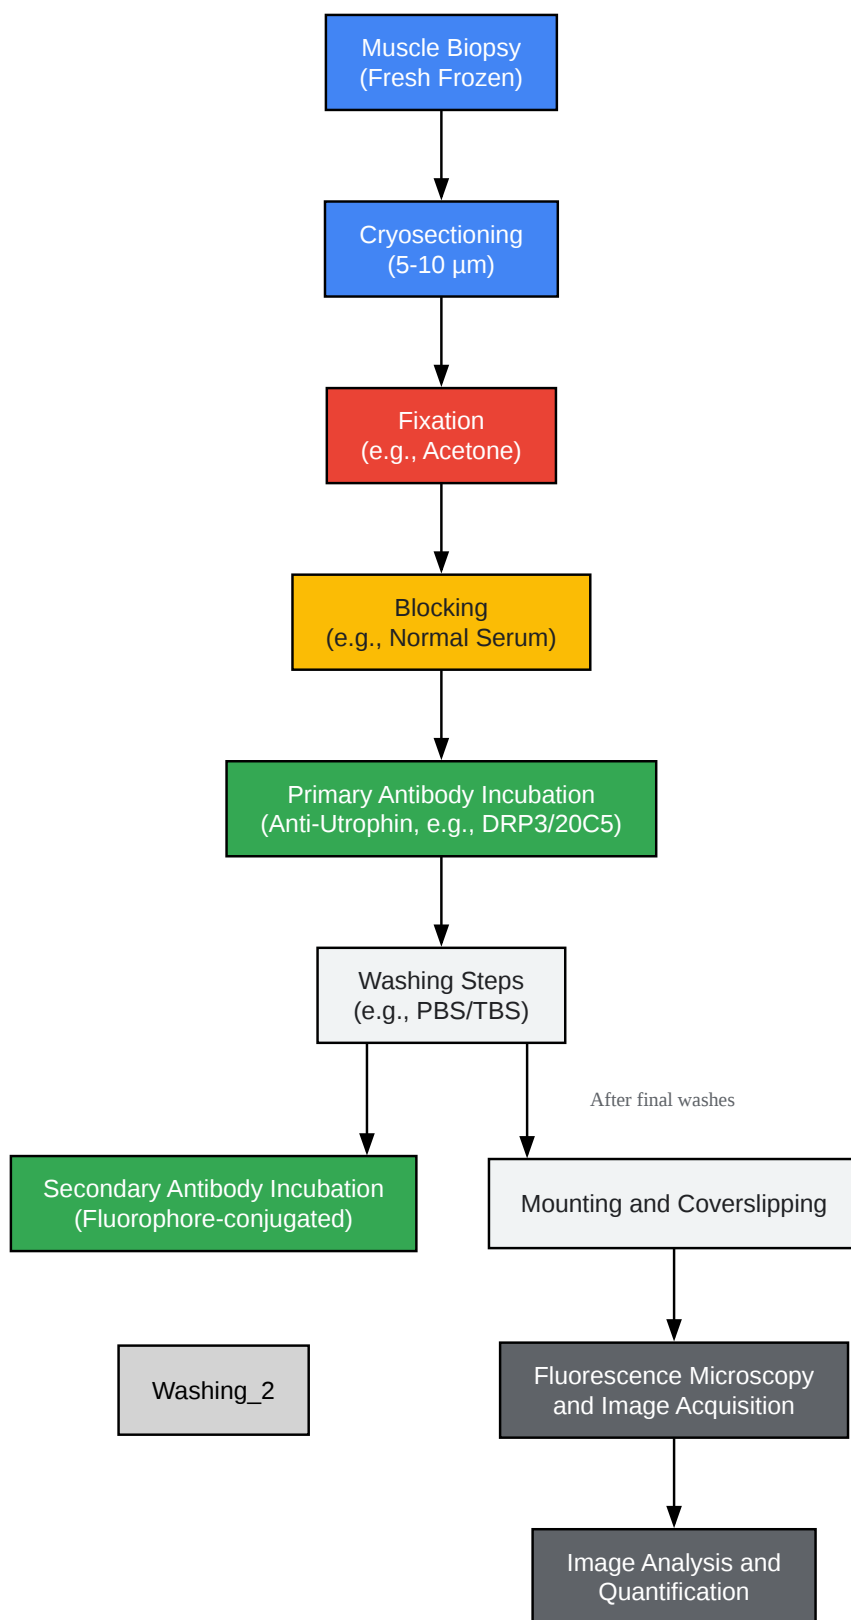 Muscle Biopsy
(Fresh Frozen)
Cryosectioning
(5-10 µm)
Fixation
(e.g., Acetone)
Blocking
(e.g., Normal Serum)
Primary Antibody Incubation
(Anti-Utrophin, e.g., DRP3/20C5)
Washing Steps
(e.g., PBS/TBS)
After final washes
Secondary Antibody Incubation
(Fluorophore-conjugated)
Mounting and Coverslipping
Washing_2
Fluorescence Microscopy
and Image Acquisition
Image Analysis and
Quantification